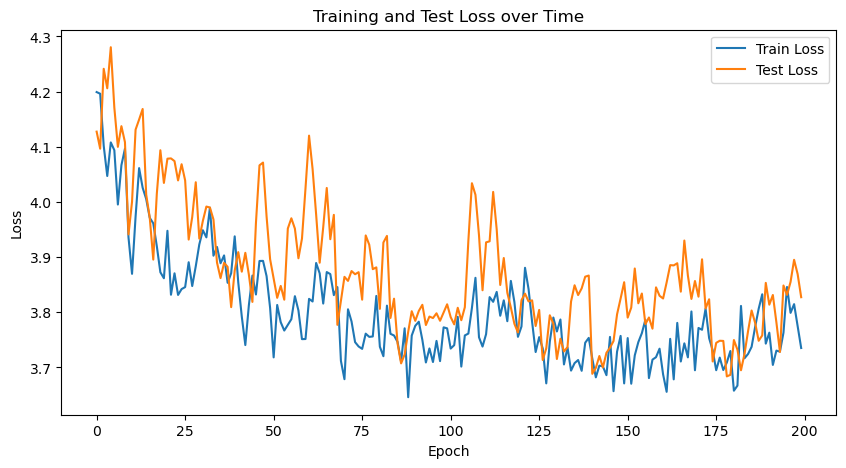 Training and Test Loss over Time
Train Loss
Test Loss
Loss
4.3
4.2
4.1
4.0
3.9
3.8
3.7
0 25 50 75 100 125 150 175 200
Epoch